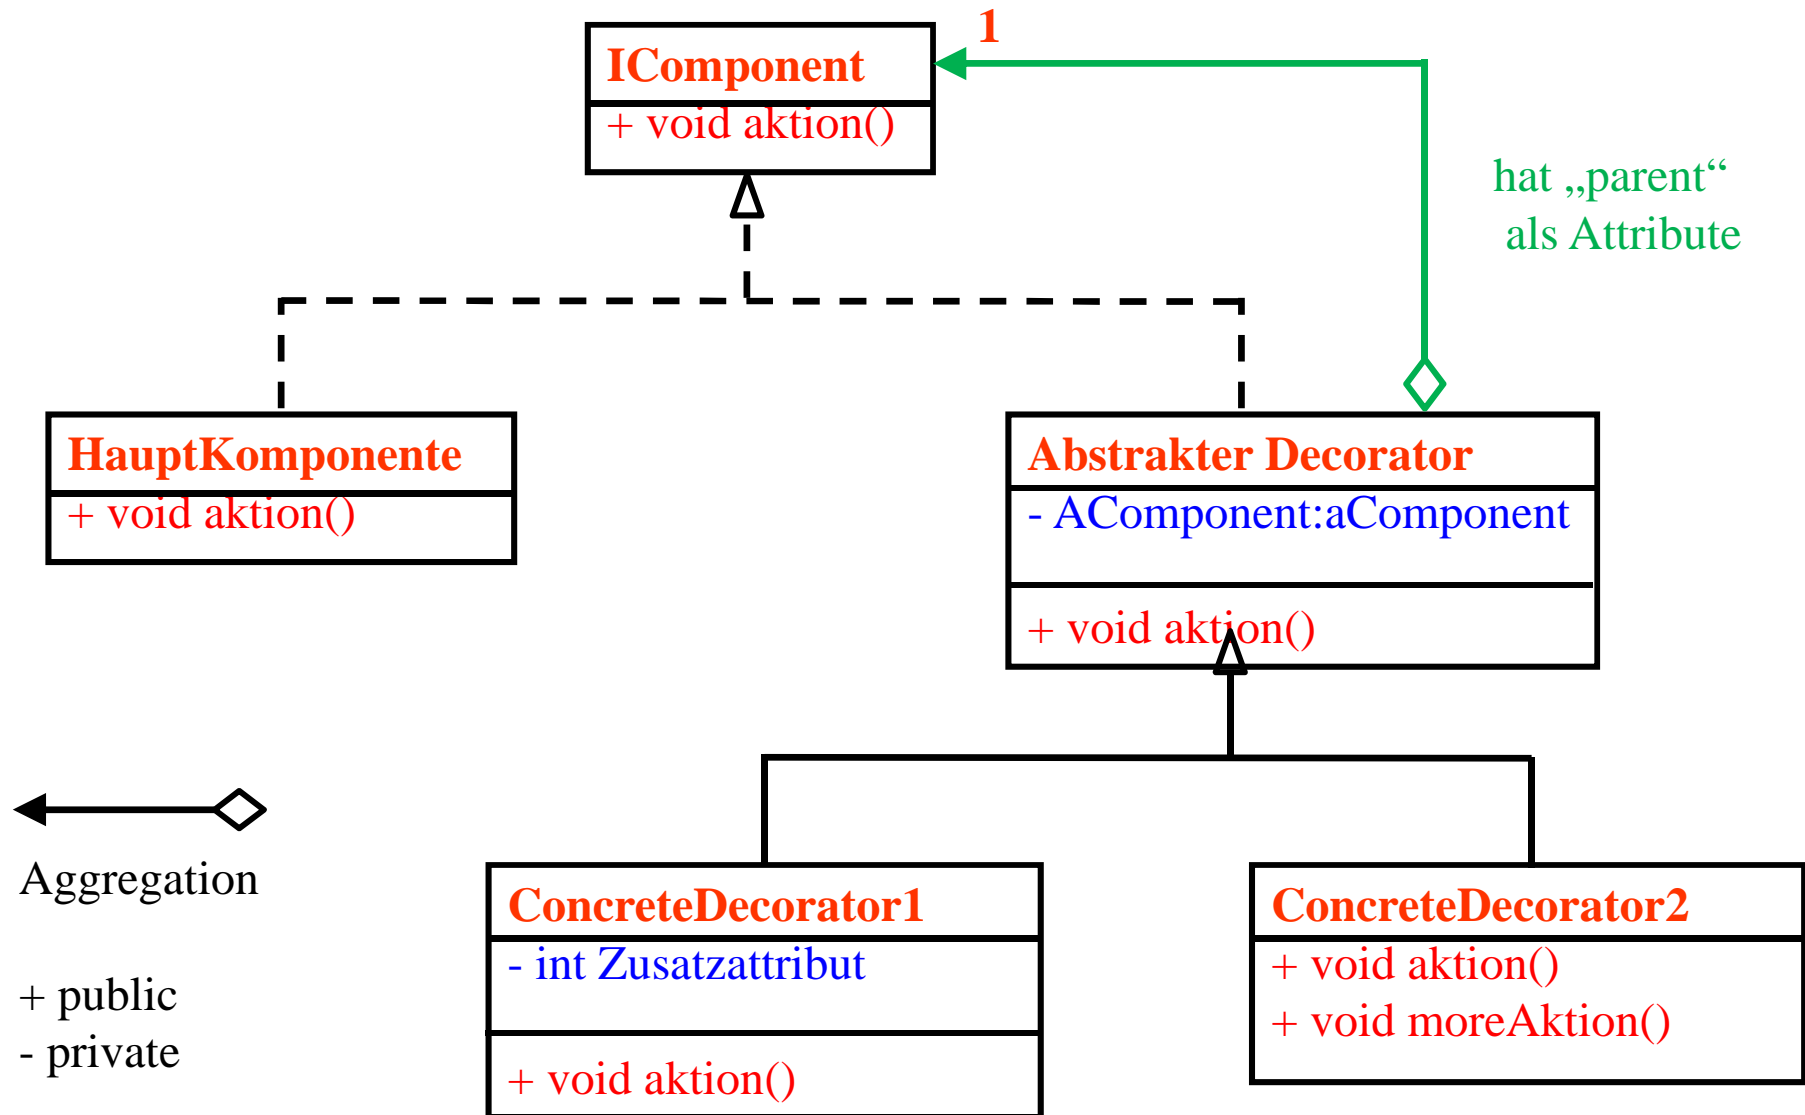 1
IComponent
+ void aktion()
hat „parent“
als Attribute
HauptKomponente
+ void aktion()
Abstrakter Decorator
- AComponent:aComponent
+ void aktion()
Aggregation
+ public
- private
ConcreteDecorator1
- int Zusatzattribut
+ void aktion()
ConcreteDecorator2
+ void aktion()
+ void moreAktion()